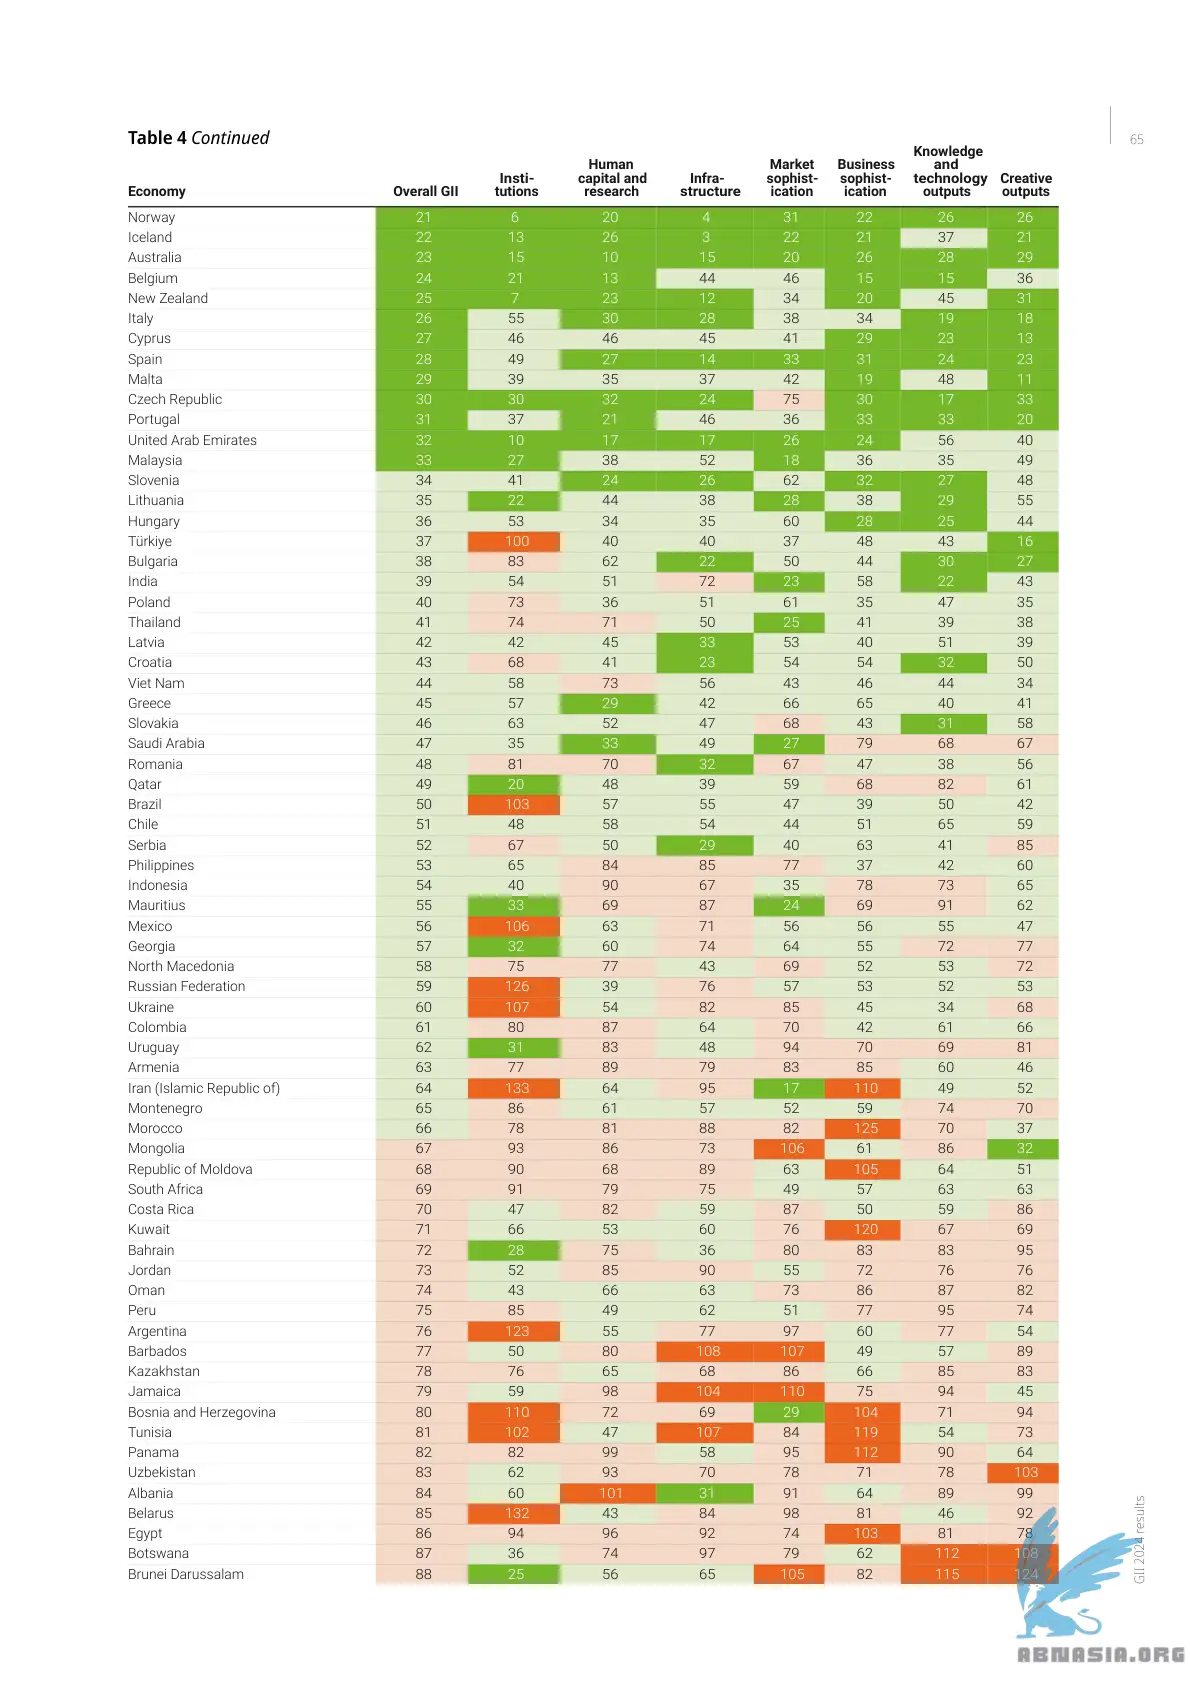 Table 4 Continued
65
Economy Overall GII Insti-tutions Human capital and research Infra-structure Market sophist-ication Business sophist-ication Knowledge and technology outputs Creative outputs
Norway 21 6 20 4 31 22 26 26
Iceland 22 13 26 3 22 21 37 21
Australia 23 15 10 15 20 26 28 29
Belgium 24 21 13 44 46 15 15 36
New Zealand 25 7 23 12 34 20 45 31
Italy 26 55 30 28 38 34 19 18
Cyprus 27 46 46 45 41 29 23 13
Spain 28 49 27 14 33 31 24 23
Malta 29 39 35 37 42 19 48 11
Czech Republic 30 30 32 24 75 30 17 33
Portugal 31 37 21 46 36 33 33 20
United Arab Emirates 32 10 17 17 26 24 56 40
Malaysia 33 27 38 52 18 36 35 49
Slovenia 34 41 24 26 62 32 27 48
Lithuania 35 22 44 38 28 38 29 55
Hungary 36 53 34 35 60 28 25 44
Türkiye 37 100 40 40 37 48 43 16
Bulgaria 38 83 62 22 50 44 30 27
India 39 54 51 72 23 58 22 43
Poland 40 73 36 51 61 35 47 35
Thailand 41 74 71 50 25 41 39 38
Latvia 42 42 45 33 53 40 51 39
Croatia 43 68 41 23 54 54 32 50
Viet Nam 44 58 73 56 43 46 44 34
Greece 45 57 29 42 66 65 40 41
Slovakia 46 63 52 47 68 43 31 58
Saudi Arabia 47 35 33 49 27 79 68 67
Romania 48 81 70 32 67 47 38 56
Qatar 49 20 48 39 59 68 82 61
Brazil 50 103 57 55 47 39 50 42
Chile 51 48 58 54 44 51 65 59
Serbia 52 67 50 29 40 63 41 85
Philippines 53 65 84 85 77 37 42 60
Indonesia 54 40 90 67 35 78 73 65
Mauritius 55 33 69 87 24 69 91 62
Mexico 56 106 63 71 56 56 55 47
Georgia 57 32 60 74 64 55 72 77
North Macedonia 58 75 77 43 69 52 53 72
Russian Federation 59 126 39 76 57 53 52 53
Ukraine 60 107 54 82 85 45 34 68
Colombia 61 80 87 64 70 42 61 66
Uruguay 62 31 83 48 94 70 69 81
Armenia 63 77 89 79 83 85 60 46
Iran (Islamic Republic of) 64 133 64 95 17 110 49 52
Montenegro 65 86 61 57 52 59 74 70
Morocco 66 78 81 88 82 125 70 37
Mongolia 67 93 86 73 106 61 86 32
Republic of Moldova 68 90 68 89 63 105 64 51
South Africa 69 91 79 75 49 57 63 63
Costa Rica 70 47 82 59 87 50 59 86
Kuwait 71 66 53 60 76 120 67 69
Bahrain 72 28 75 36 80 83 83 95
Jordan 73 52 85 90 55 72 76 76
Oman 74 43 66 63 73 86 87 82
Peru 75 85 49 62 51 77 95 74
Argentina 76 123 55 77 97 60 77 54
Barbados 77 50 80 108 107 49 57 89
Kazakhstan 78 76 65 68 86 66 85 83
Jamaica 79 59 98 104 110 75 94 45
Bosnia and Herzegovina 80 110 72 69 29 104 71 94
Tunisia 81 102 47 107 84 119 54 73
Panama 82 82 99 58 95 112 90 64
Uzbekistan 83 62 93 70 78 71 78 103
Albania 84 60 101 31 91 64 89 99
Belarus 85 132 43 84 98 81 46 92
Egypt 86 94 96 92 74 103 81 78
Botswana 87 36 74 97 79 62 112 108
Brunei Darussalam 88 25 56 65 105 82 115 124
GII 2024 results
ABNASIA.ORG